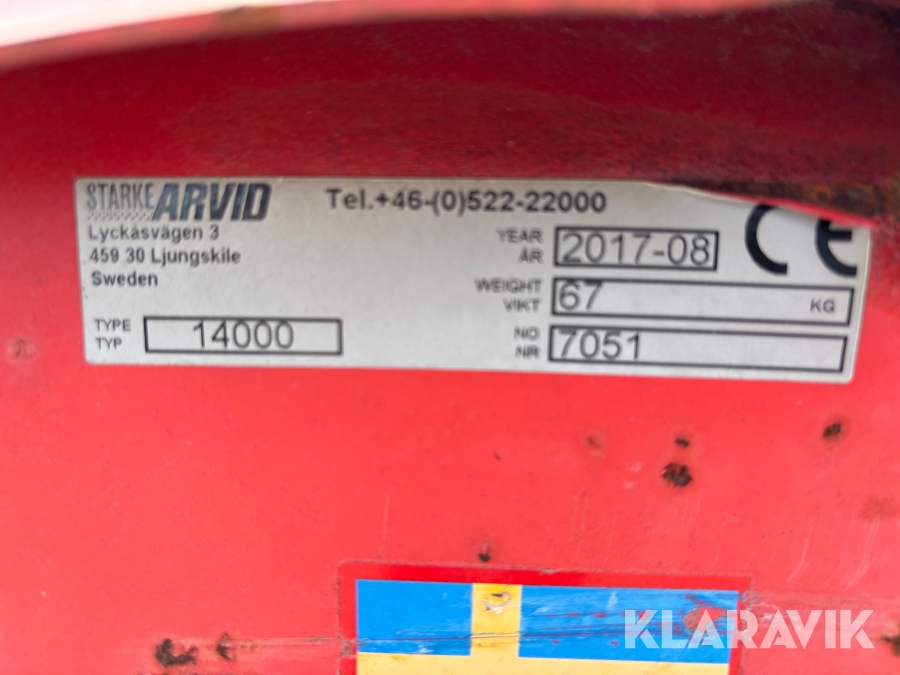 STARKE ARVID
Tel.+46-(0)522-22000
Lyckåsvägen 3
459 30 Ljungskile
Sweden
YEAR
ÅR
2017-08
CE
WEIGHT
VIKT
67 KG
TYPE
TYP
14000
NO
NR
7051
KLARAVIK